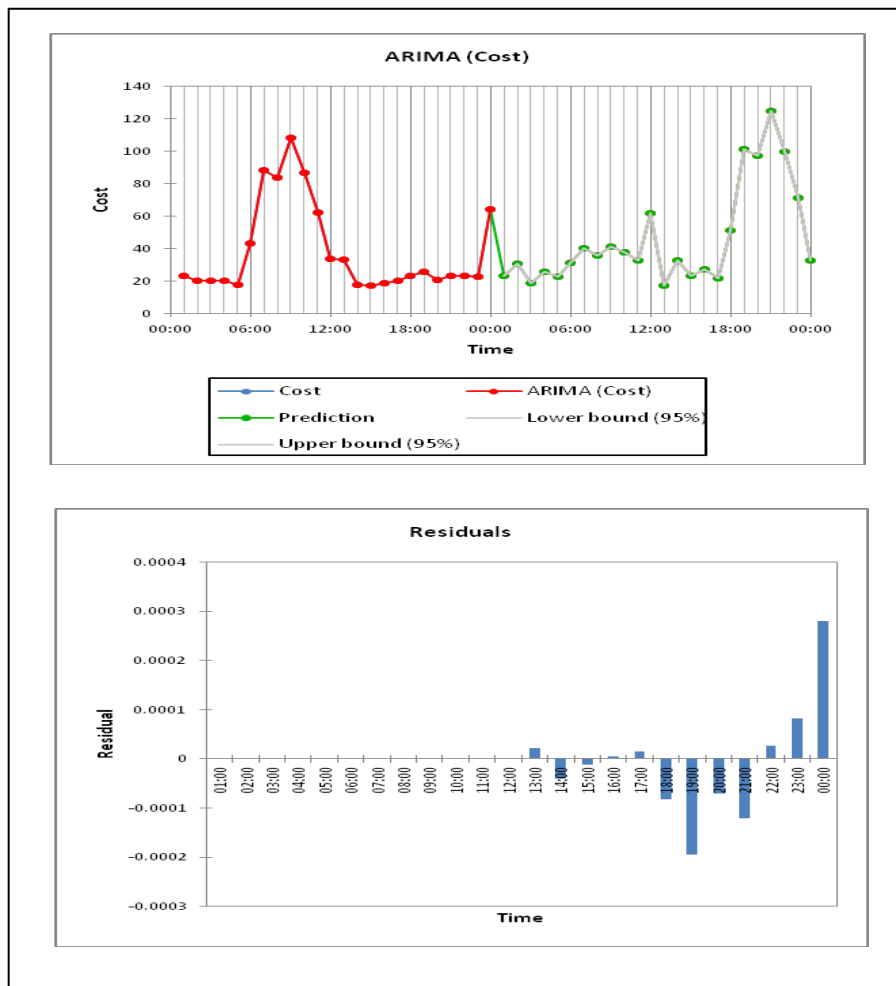 ARIMA (Cost)
140
120
100
80
60
40
20
0
Cost
00:00 06:00 12:00 18:00 00:00 06:00 12:00 18:00 00:00
Time
Cost ARIMA (Cost)
Prediction Lower bound (95%)
Upper bound (95%)
Residuals
0.0004
0.0003
0.0002
0.0001
0
-0.0001
-0.0002
-0.0003
Residual
01:00 02:00 03:00 04:00 05:00 06:00 07:00 08:00 09:00 10:00 11:00 12:00 13:00 14:00 15:00 16:00 17:00 18:00 19:00 20:00 21:00 22:00 23:00 00:00
Time